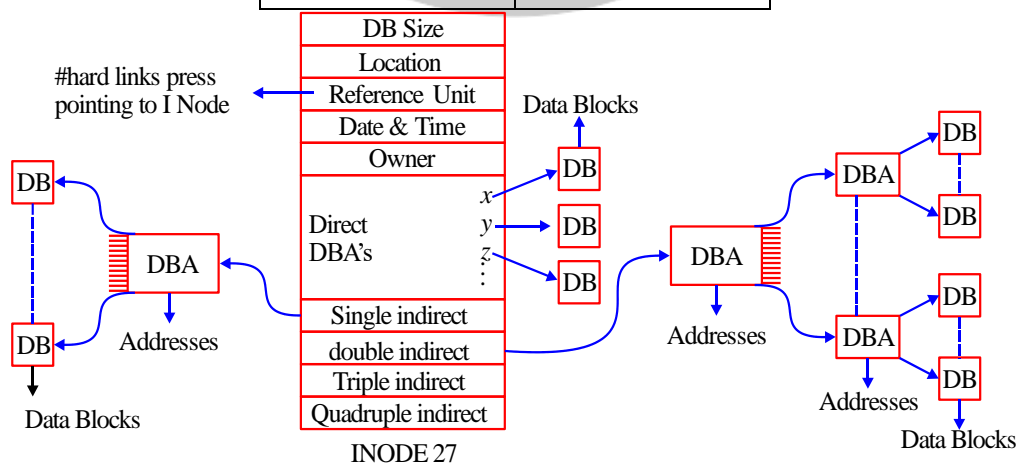 DB Size
Location
Reference Unit
Date & Time
Owner
Direct
DBA's
x
y
z
⋮
Single indirect
double indirect
Triple indirect
Quadruple indirect
INODE 27
#hard links press
pointing to I Node
DB
DB
DBA
Addresses
Data Blocks
Data Blocks
DB
DB
DB
DBA
Addresses
DBA
DB
DB
DBA
DB
DB
Addresses
Data Blocks